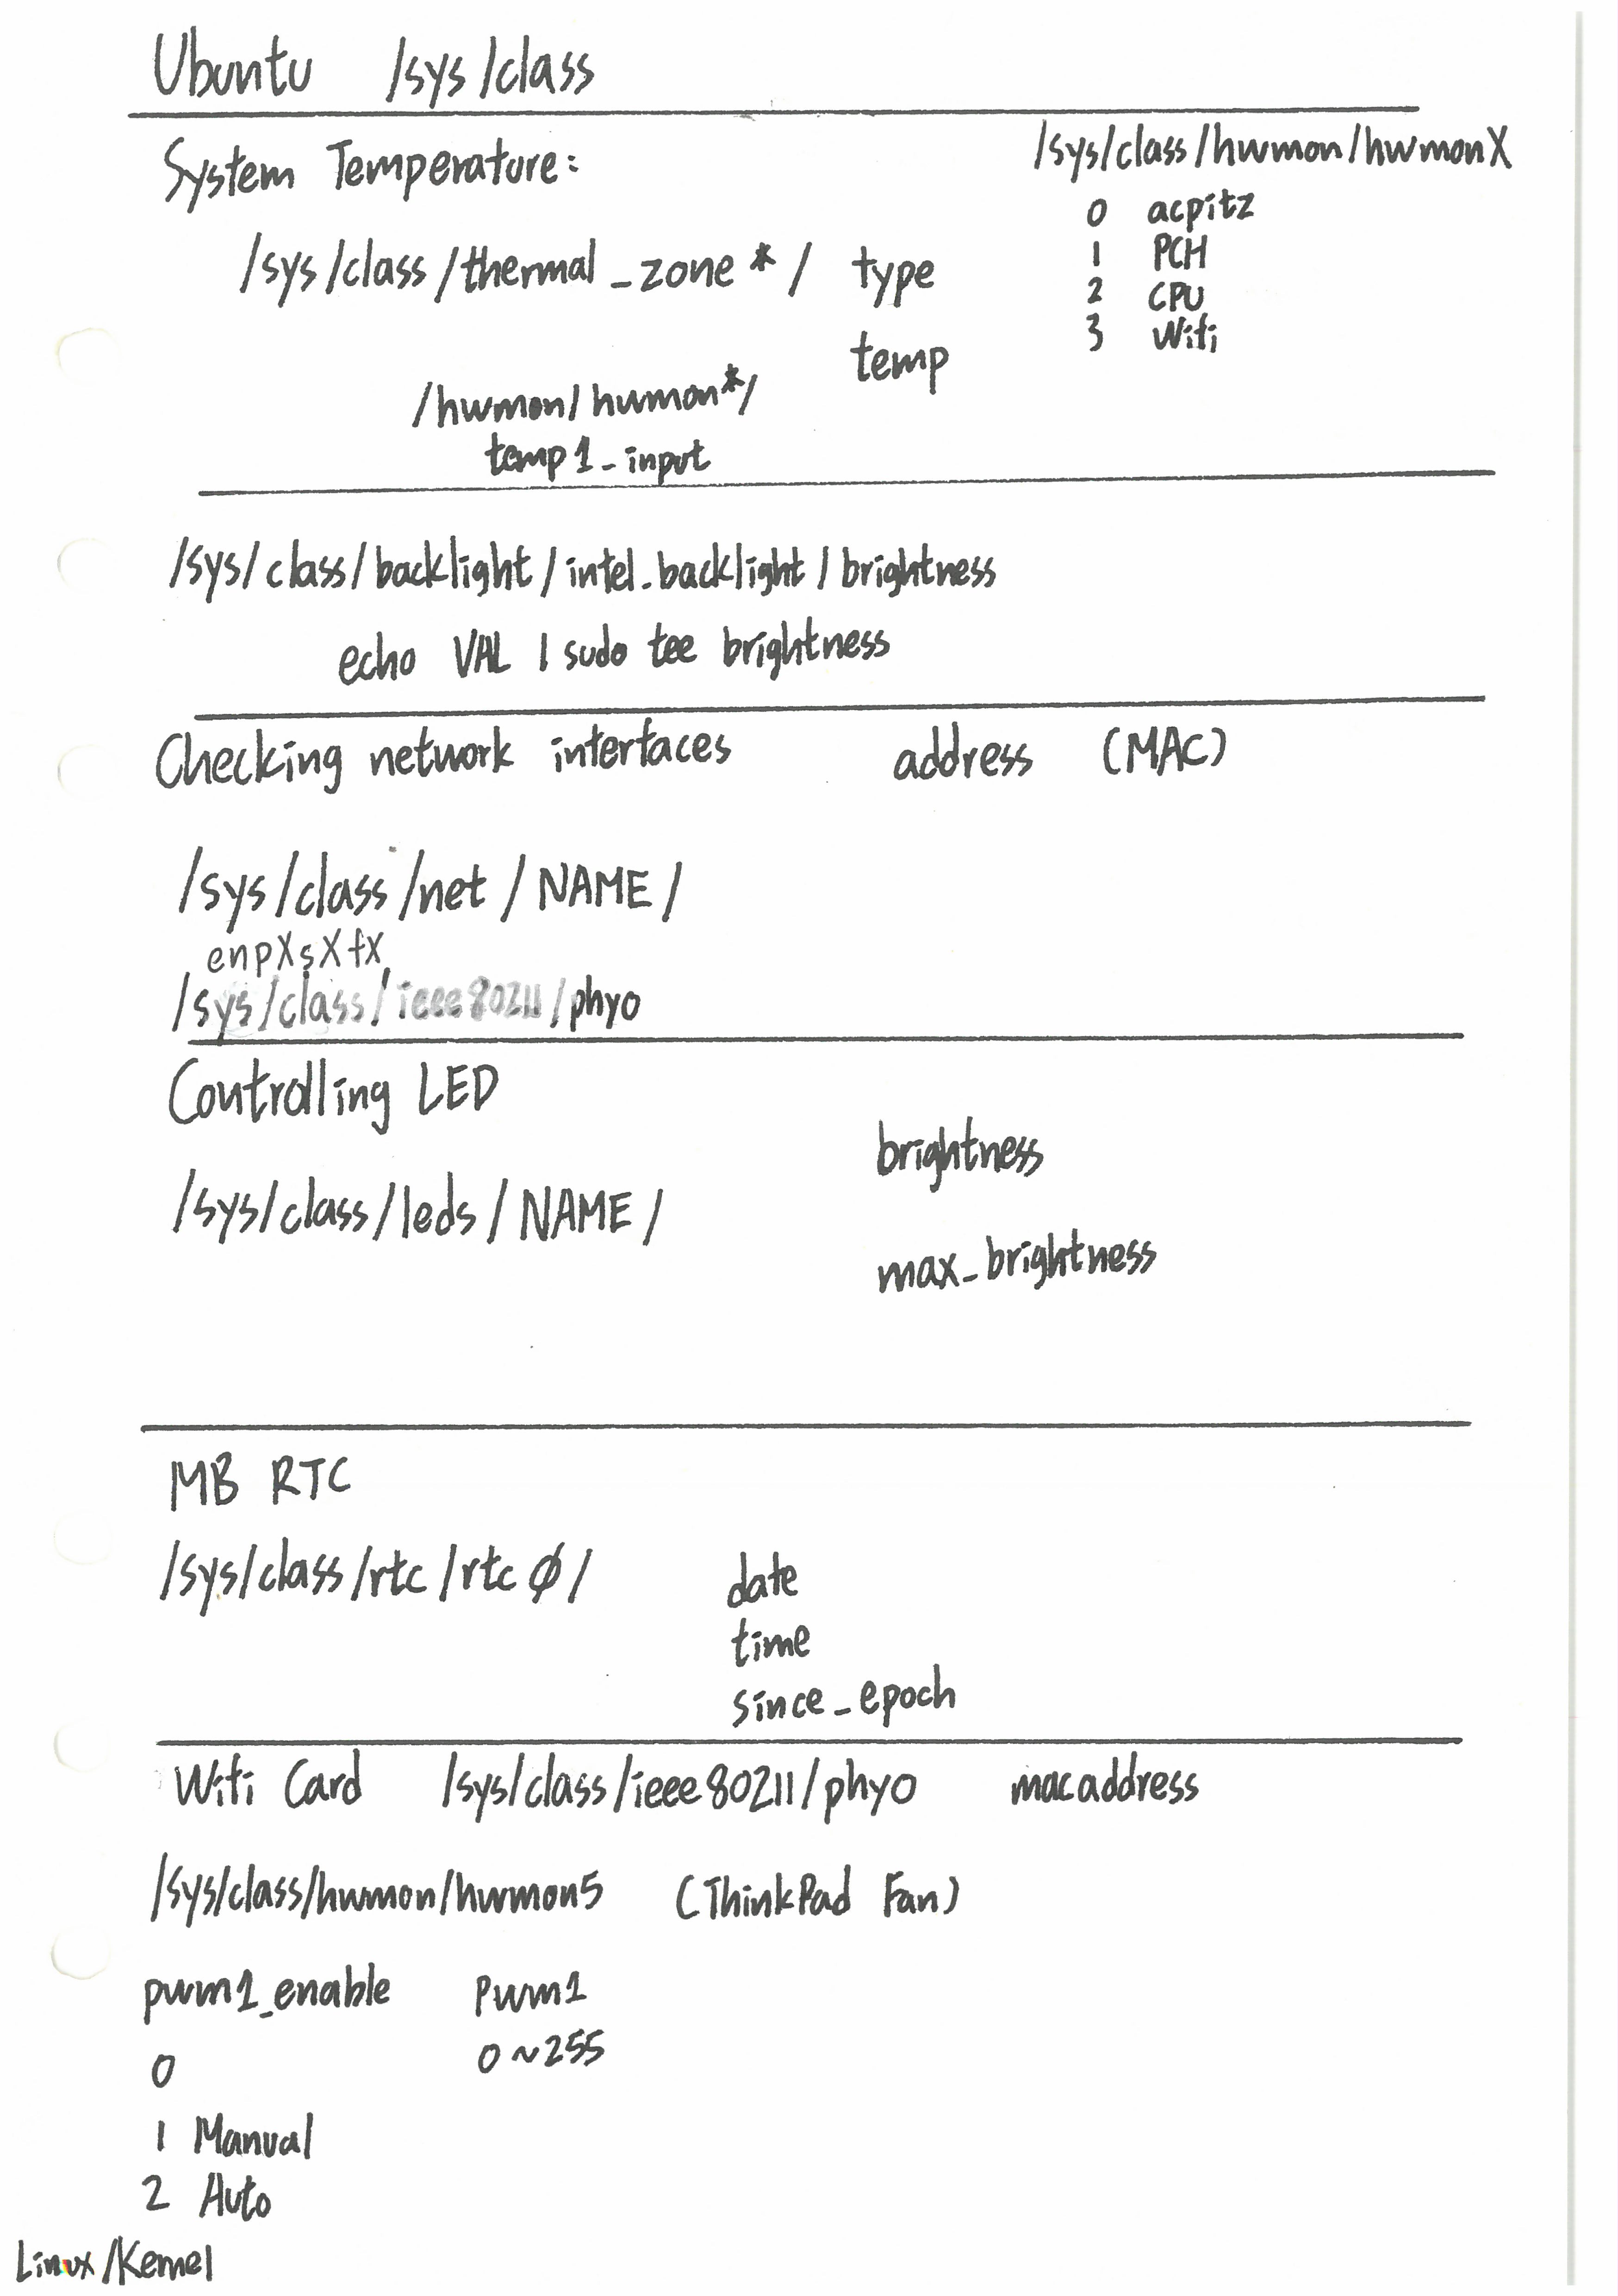 Ubuntu /sys/class
System Temperature:
/sys/class/thermal_zone*/ type
temp
/hwmon/hwmon*/
temp1_input
/sys/class/hwmon/hwmonX
0 acpitz
1 PCH
2 CPU
3 Wifi
/sys/class/backlight/intel_backlight/brightness
echo VAL | sudo tee brightness
Checking network interfaces address (MAC)
/sys/class/net/NAME/
enpXsXfX
/sys/class/ieee80211/phy0
Controlling LED
brightness
/sys/class/leds/NAME/
max_brightness
MB RTC
/sys/class/rtc/rtc0/ date
time
since_epoch
Wifi Card /sys/class/ieee80211/phy0 macaddress
/sys/class/hwmon/hwmon5 (ThinkPad Fan)
pwm1_enable pwm1
0 0~255
1 Manual
2 Auto
Linux/Kernel